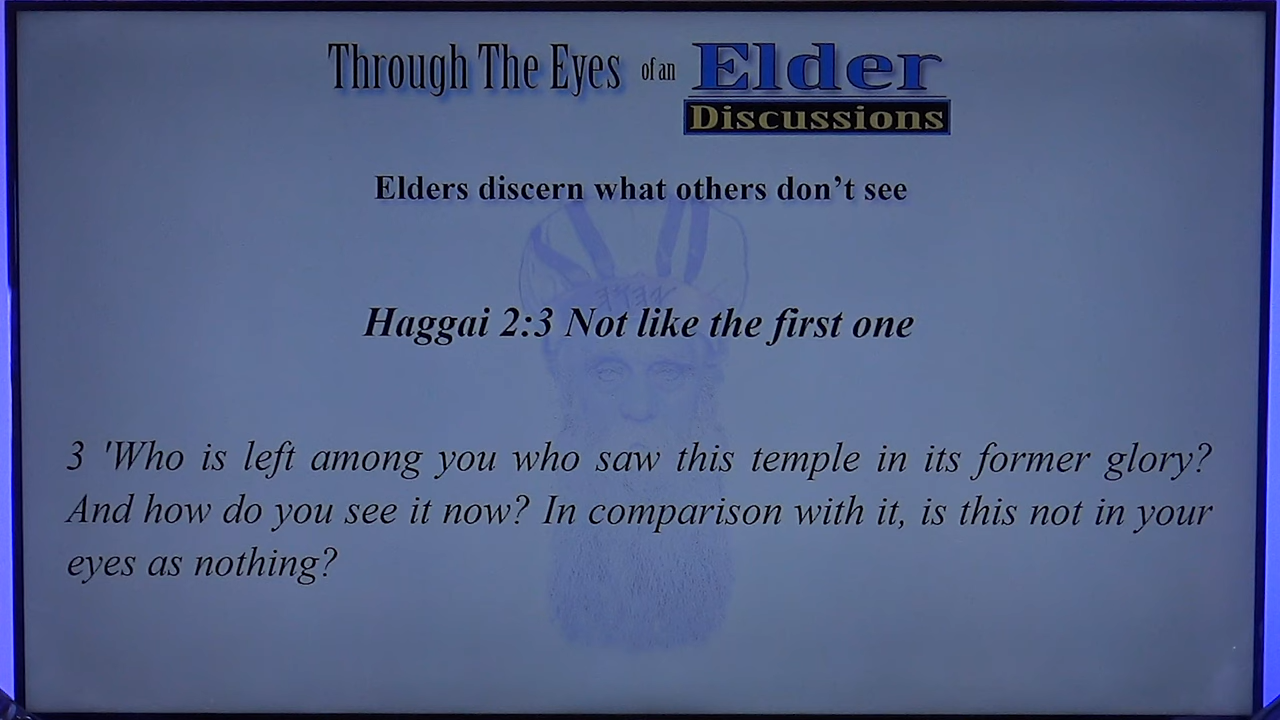 Through The Eyes of an Elder
Discussions
Elders discern what others don’t see
Haggai 2:3 Not like the first one
3 'Who is left among you who saw this temple in its former glory?
And how do you see it now? In comparison with it, is this not in your
eyes as nothing?